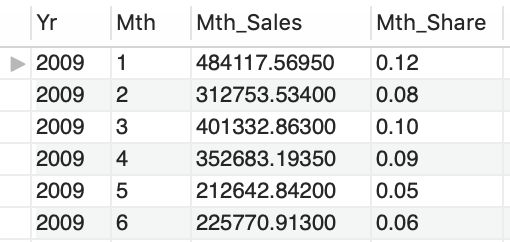 Yr Mth Mth_Sales Mth_Share
2009 1 484117.56950 0.12
2009 2 312753.53400 0.08
2009 3 401332.86300 0.10
2009 4 352683.19350 0.09
2009 5 212642.84200 0.05
2009 6 225770.91300 0.06